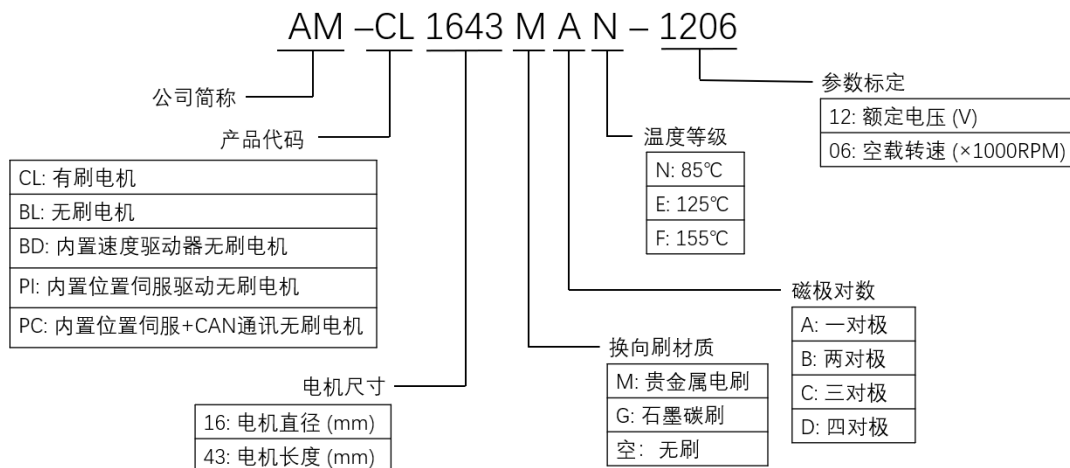 AM-CL1643MAN-1206
公司简称
产品代码
CL: 有刷电机
BL: 无刷电机
BD: 内置速度驱动器无刷电机
PI: 内置位置伺服驱动无刷电机
PC: 内置位置伺服+CAN通讯无刷电机
电机尺寸
16: 电机直径 (mm)
43: 电机长度 (mm)
换向刷材质
M: 贵金属电刷
G: 石墨碳刷
空: 无刷
磁极对数
A: 一对极
B: 两对极
C: 三对极
D: 四对极
温度等级
N: 85℃
E: 125℃
F: 155℃
参数标定
12: 额定电压 (V)
06: 空载转速 (×1000RPM)